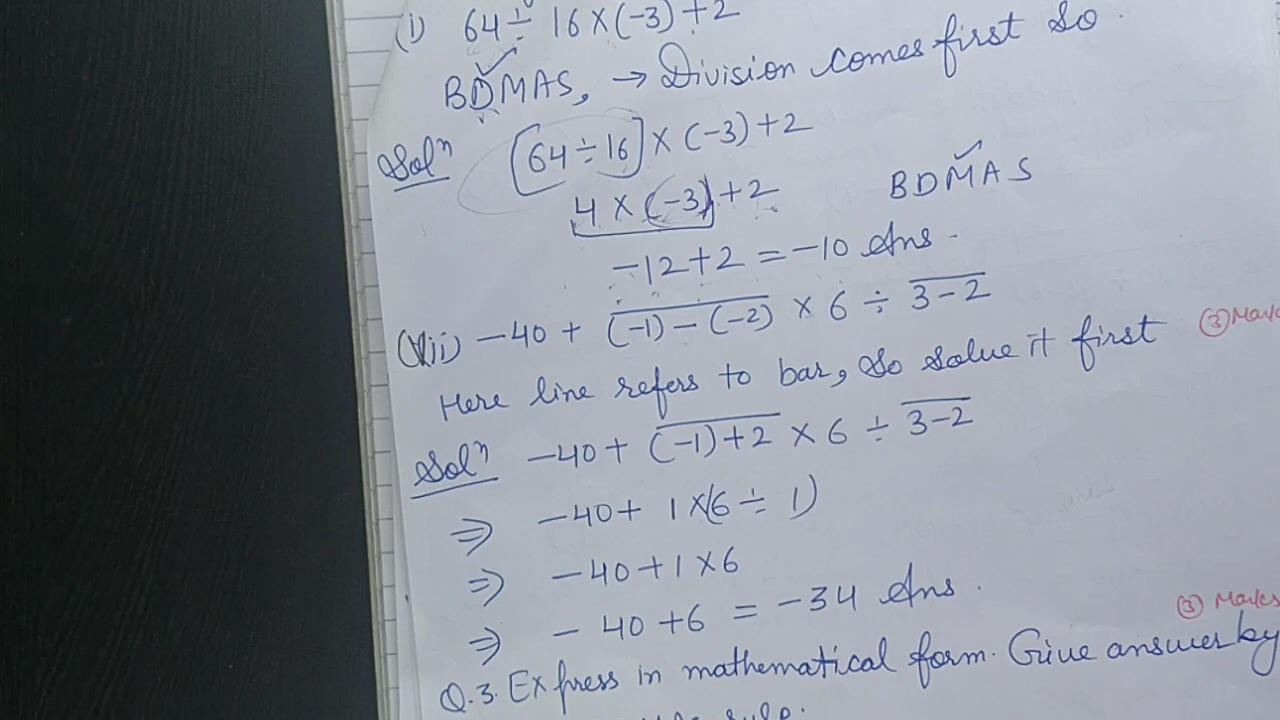 (i) 64 ÷ 16 × (-3) + 2
BDMAS, → Division comes first so
Solⁿ [64 ÷ 16] × (-3) + 2
4 × (-3) + 2 BDMAS
-12 + 2 = -10 Ans.
(vii) -40 + (̅-̅1̅)̅ ̅-̅ ̅(̅-̅2̅)̅ × 6 ÷ 3̅ ̅-̅ ̅2̅
Here line refers to bar, so solve it first (3) Mark
Solⁿ -40 + (̅-̅1̅)̅ ̅+̅ ̅2̅ × 6 ÷ 3̅ ̅-̅ ̅2̅
⇒ -40 + 1 × (6 ÷ 1)
⇒ -40 + 1 × 6
⇒ -40 + 6 = -34 Ans.
(3) Marks
Q.3. Express in mathematical form. Give answer by
rule.